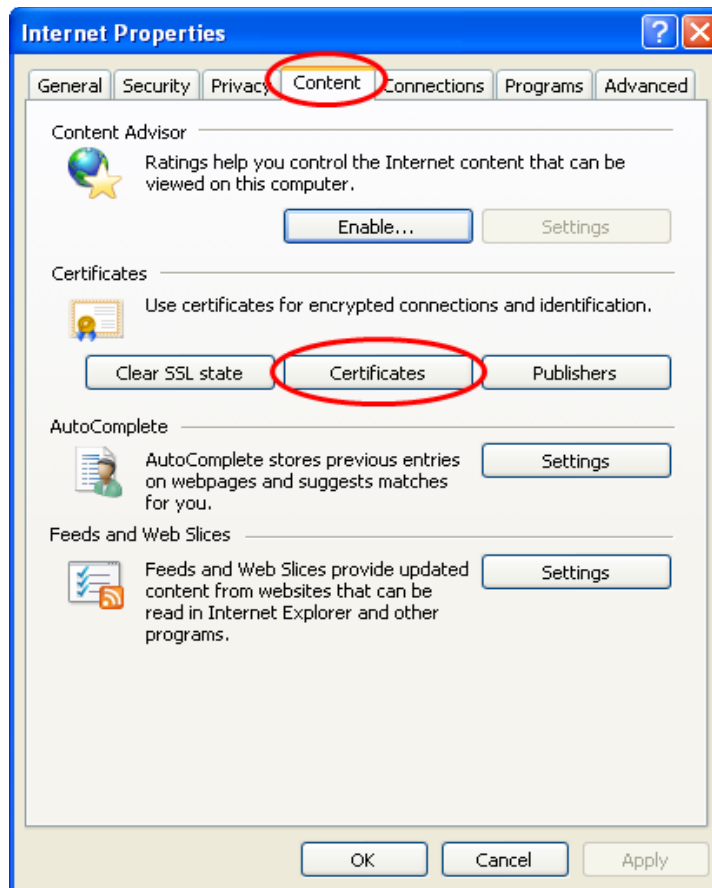 Internet Properties
General Security Privacy Content Connections Programs Advanced
Content Advisor
Ratings help you control the Internet content that can be
viewed on this computer.
Enable... Settings
Certificates
Use certificates for encrypted connections and identification.
Clear SSL state Certificates Publishers
AutoComplete
AutoComplete stores previous entries
on webpages and suggests matches
for you.
Settings
Feeds and Web Slices
Feeds and Web Slices provide updated
content from websites that can be
read in Internet Explorer and other
programs.
Settings
OK Cancel Apply